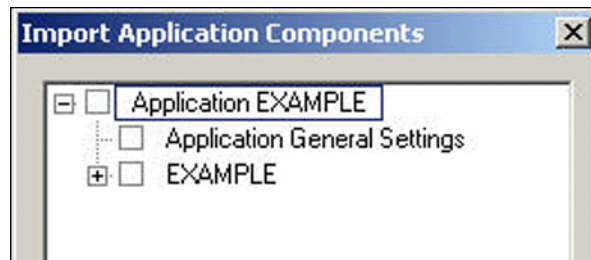 Import Application Components
Application EXAMPLE
Application General Settings
EXAMPLE